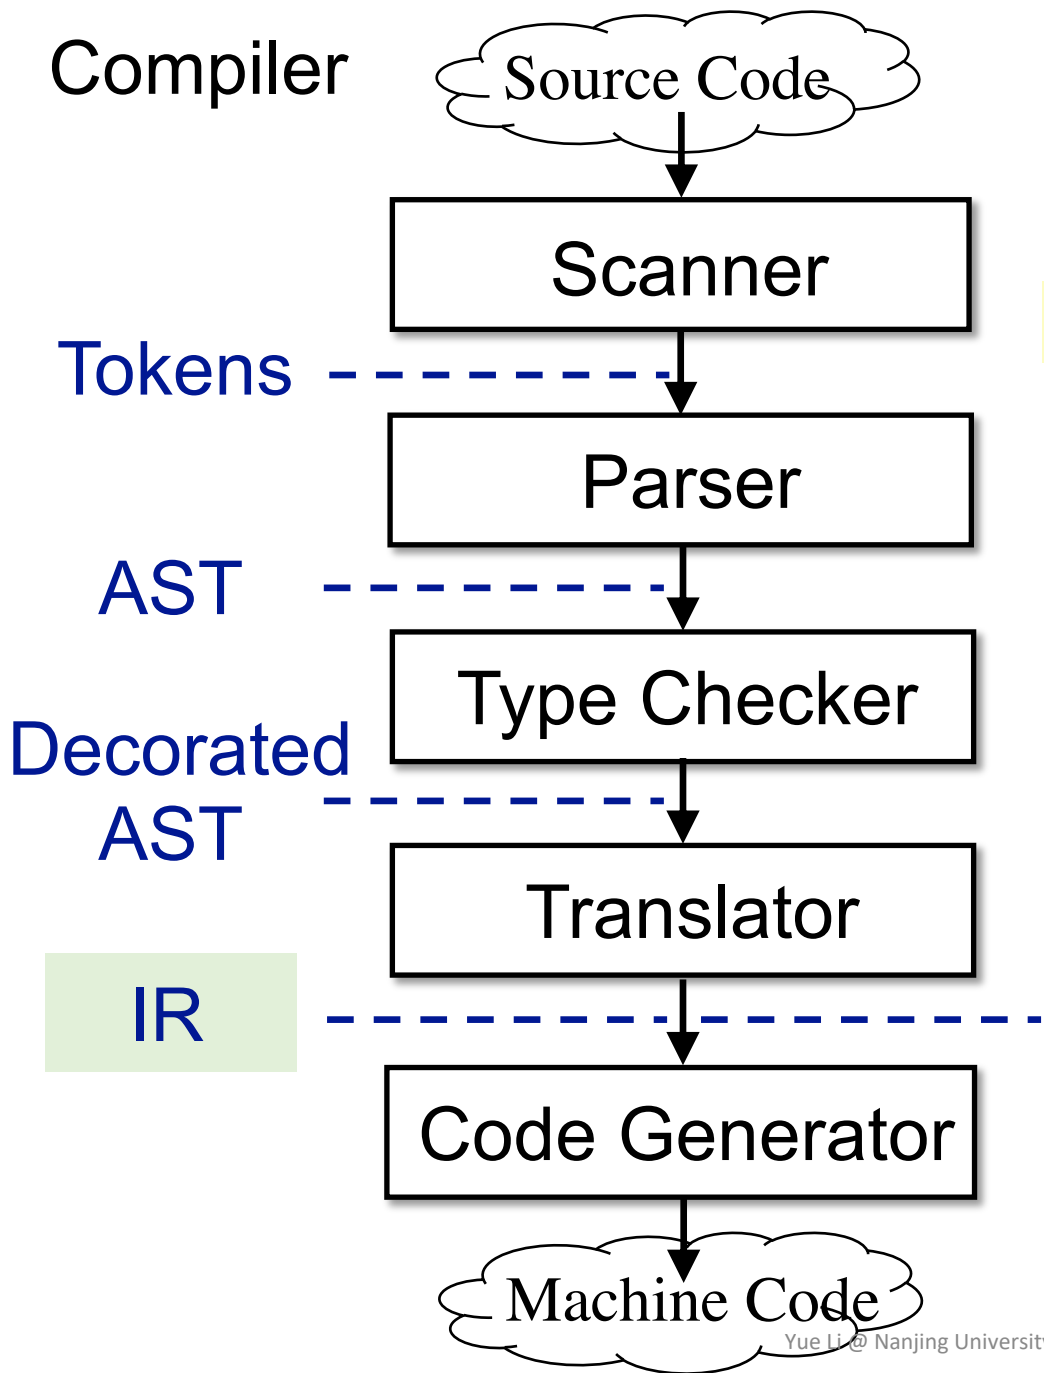 Compiler
Source Code
Scanner
Tokens
Parser
AST
Type Checker
Decorated
AST
Translator
IR
Code Generator
Machine Code
Yue Li @ Nanjing University